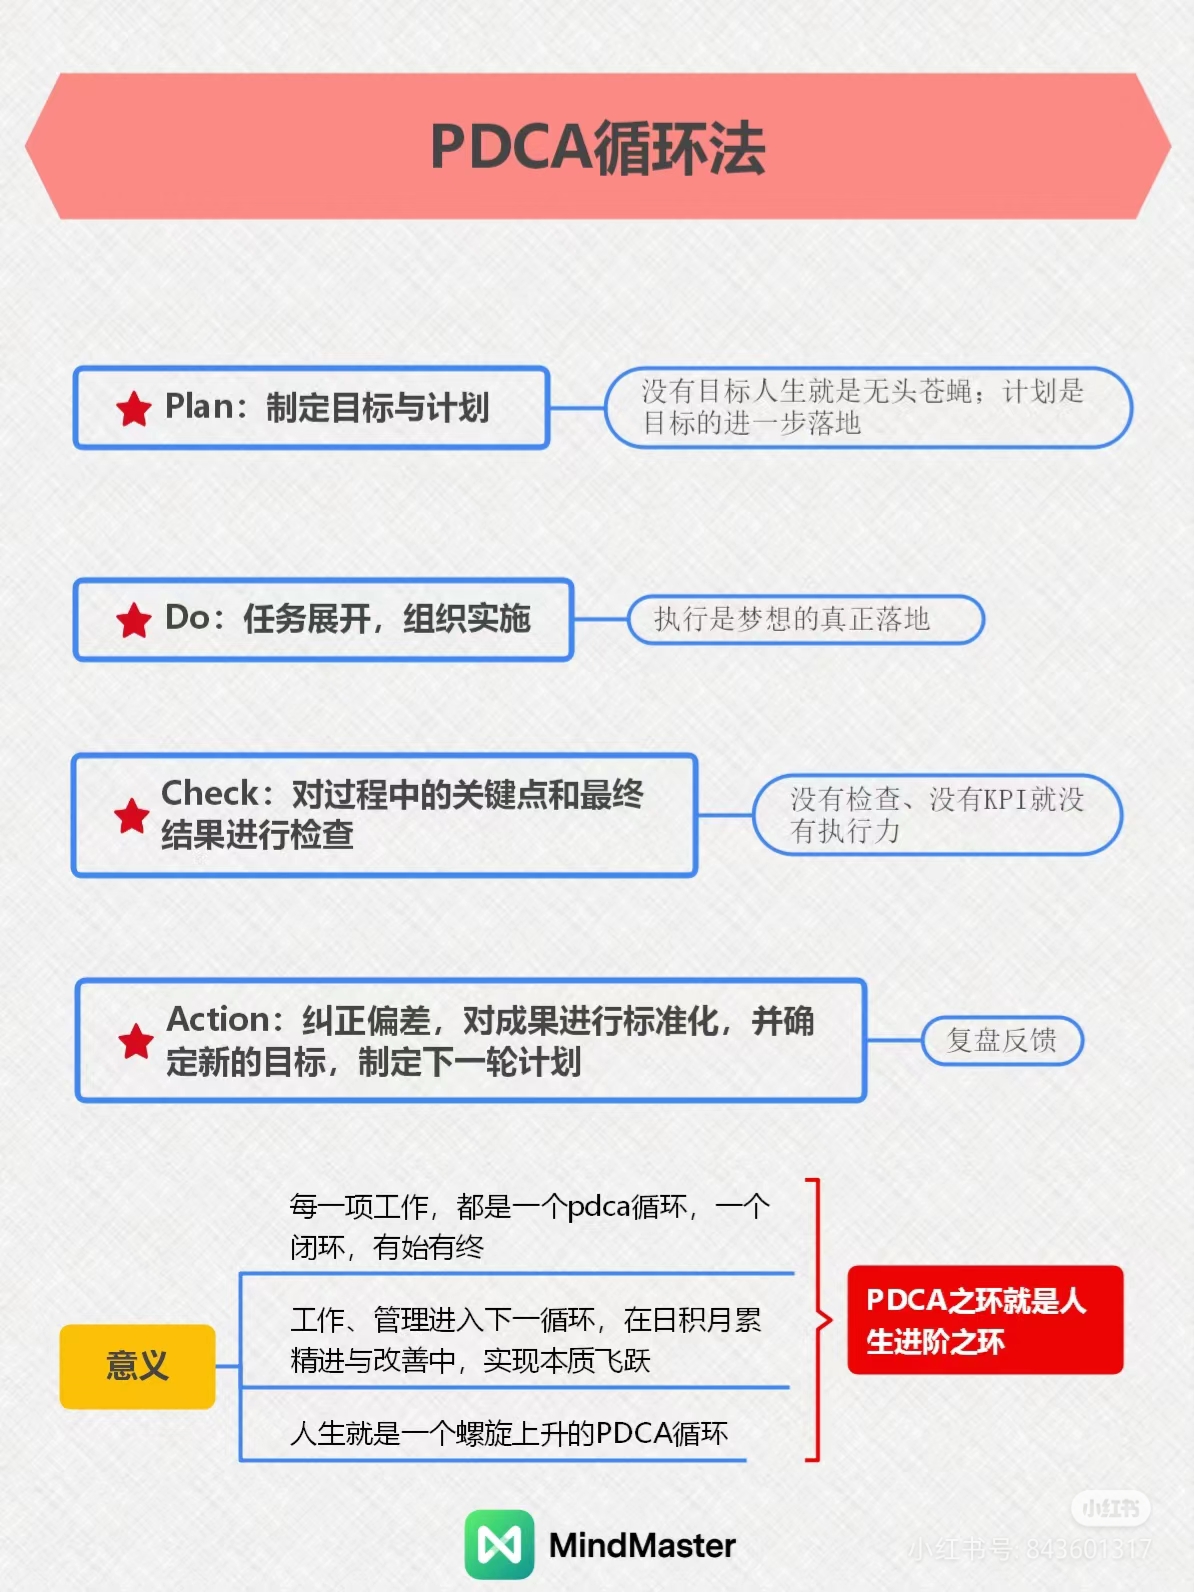 PDCA循环法
Plan：制定目标与计划
没有目标人生就是无头苍蝇；计划是
目标的进一步落地
Do：任务展开，组织实施
执行是梦想的真正落地
Check：对过程中的关键点和最终
结果进行检查
没有检查、没有KPI就没
有执行力
Action：纠正偏差，对成果进行标准化，并确
定新的目标，制定下一轮计划
复盘反馈
意义
每一项工作，都是一个pdca循环，一个
闭环，有始有终
工作、管理进入下一循环，在日积月累
精进与改善中，实现本质飞跃
人生就是一个螺旋上升的PDCA循环
PDCA之环就是人
生进阶之环
MindMaster
小红书
小红书号: 843601317